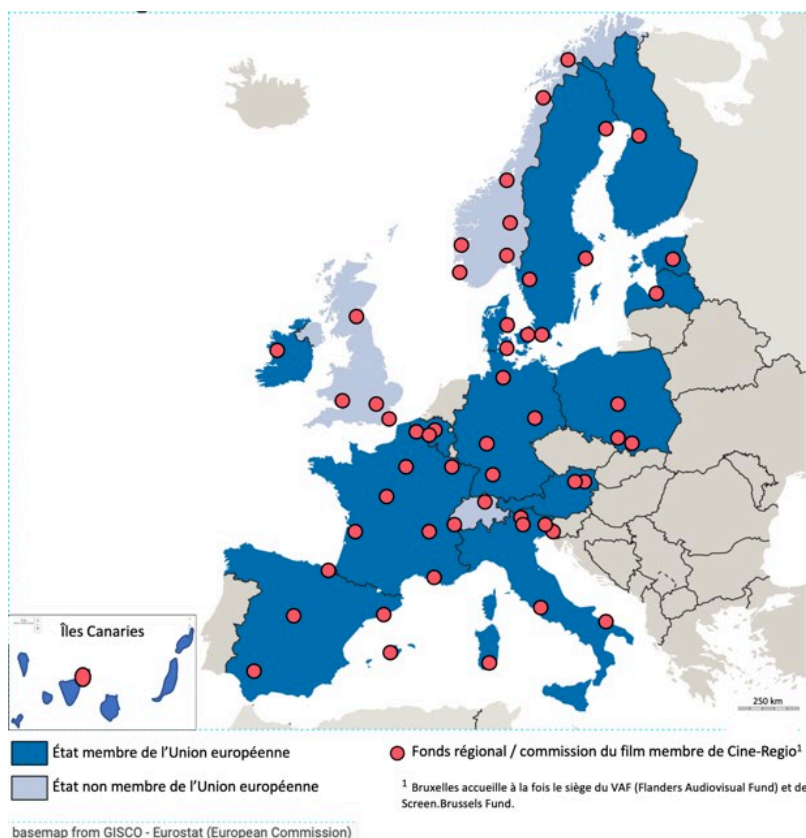 Îles Canaries
250 km
État membre de l'Union européenne
Fonds régional / commission du film membre de Cine-Regio¹
État non membre de l'Union européenne
¹ Bruxelles accueille à la fois le siège du VAF (Flanders Audiovisual Fund) et de
Screen.Brussels Fund.
basemap from GISCO - Eurostat (European Commission)